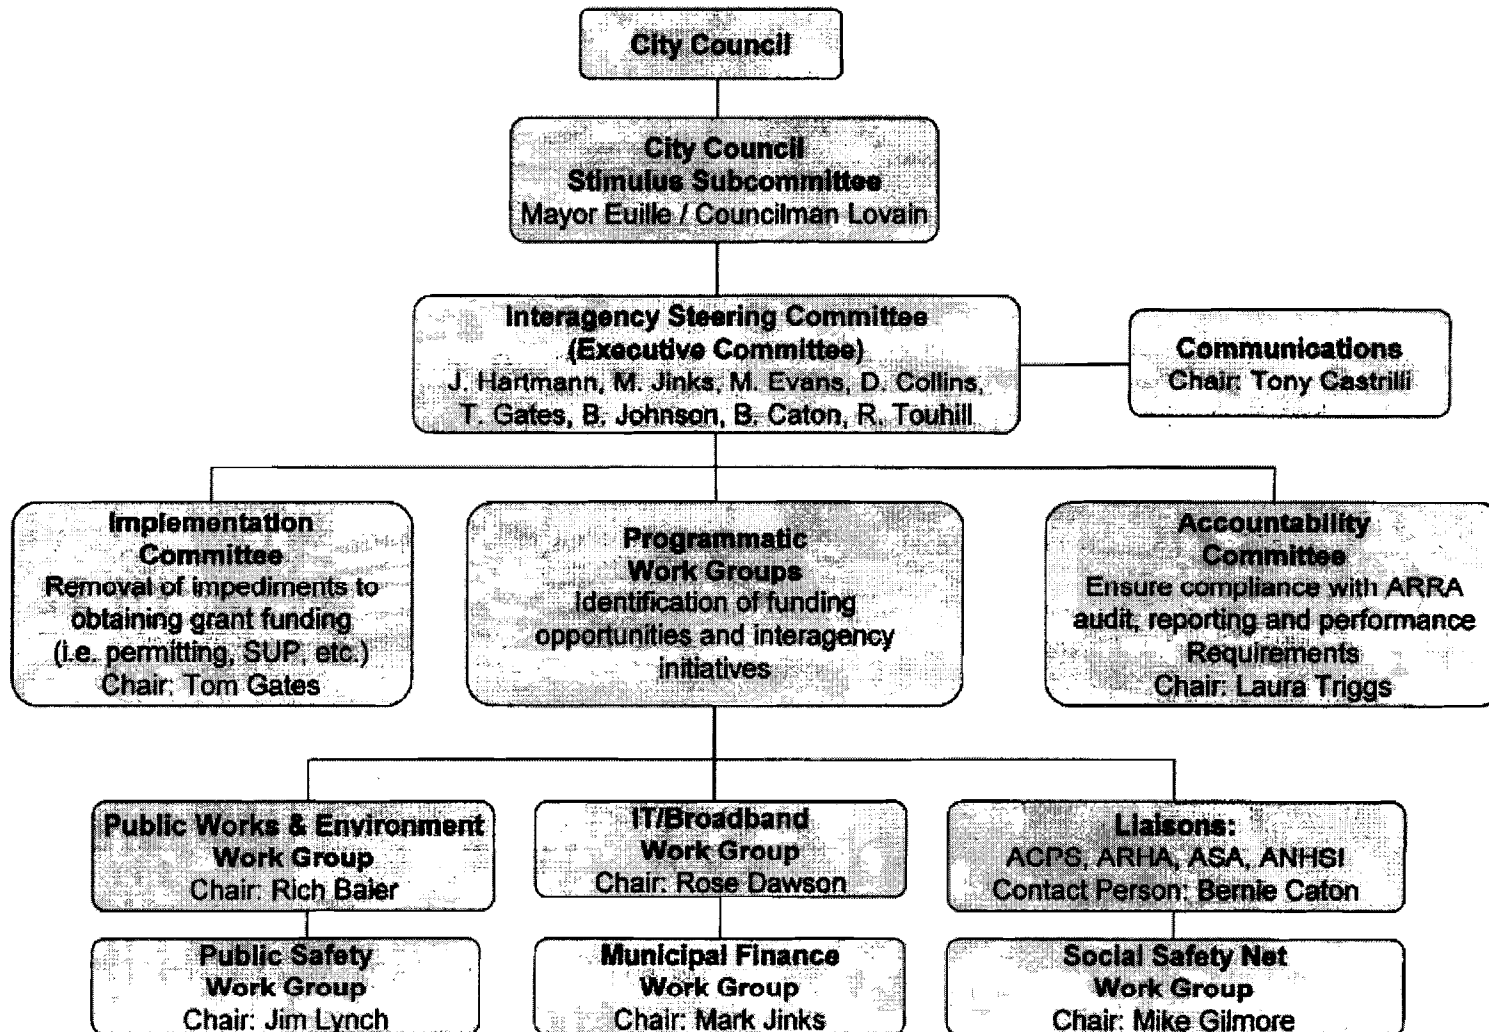 City Council
City Council
Stimulus Subcommittee
Mayor Euille / Councilman Lovain
Interagency Steering Committee
(Executive Committee)
J. Hartmann, M. Jinks, M. Evans, D. Collins,
T. Gates, B. Johnson, B. Caton, R. Touhill
Communications
Chair: Tony Castrilli
Implementation
Committee
Removal of impediments to
obtaining grant funding
(i.e. permitting, SUP, etc.)
Chair: Tom Gates
Programmatic
Work Groups
Identification of funding
opportunities and interagency
initiatives
Accountability
Committee
Ensure compliance with ARRA
audit, reporting and performance
Requirements
Chair: Laura Triggs
Public Works & Environment
Work Group
Chair: Rich Baier
IT/Broadband
Work Group
Chair: Rose Dawson
Liaisons:
ACPS, ARHA, ASA, ANHSI
Contact Person: Bernie Caton
Public Safety
Work Group
Chair: Jim Lynch
Municipal Finance
Work Group
Chair: Mark Jinks
Social Safety Net
Work Group
Chair: Mike Gilmore